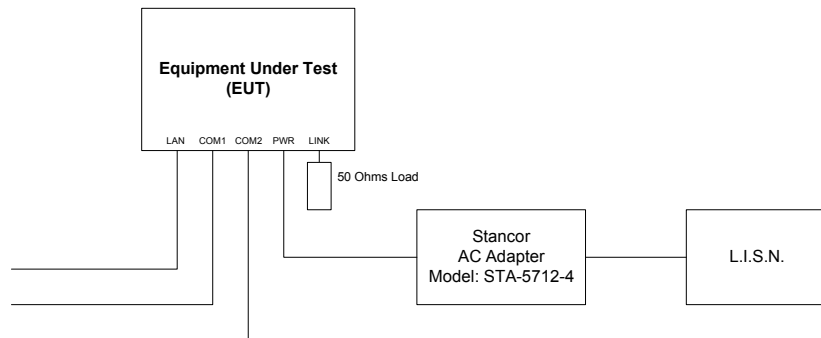 Equipment Under Test
(EUT)
LAN COM1 COM2 PWR LINK
50 Ohms Load
Stancor
AC Adapter
Model: STA-5712-4
L.I.S.N.